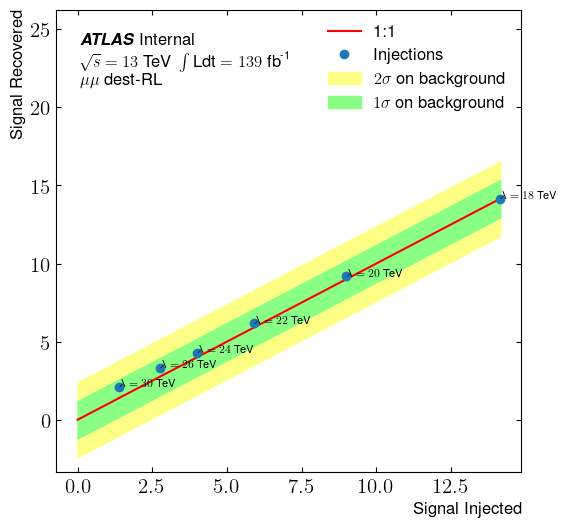 ATLAS Internal
√s = 13 TeV ∫ Ldt = 139 fb⁻¹
μμ dest-RL
1:1
Injections
2σ on background
1σ on background
Signal Recovered
25
20
15
10
5
0
λ = 18 TeV
λ = 20 TeV
λ = 22 TeV
λ = 24 TeV
λ = 26 TeV
λ = 30 TeV
0.0 2.5 5.0 7.5 10.0 12.5
Signal Injected